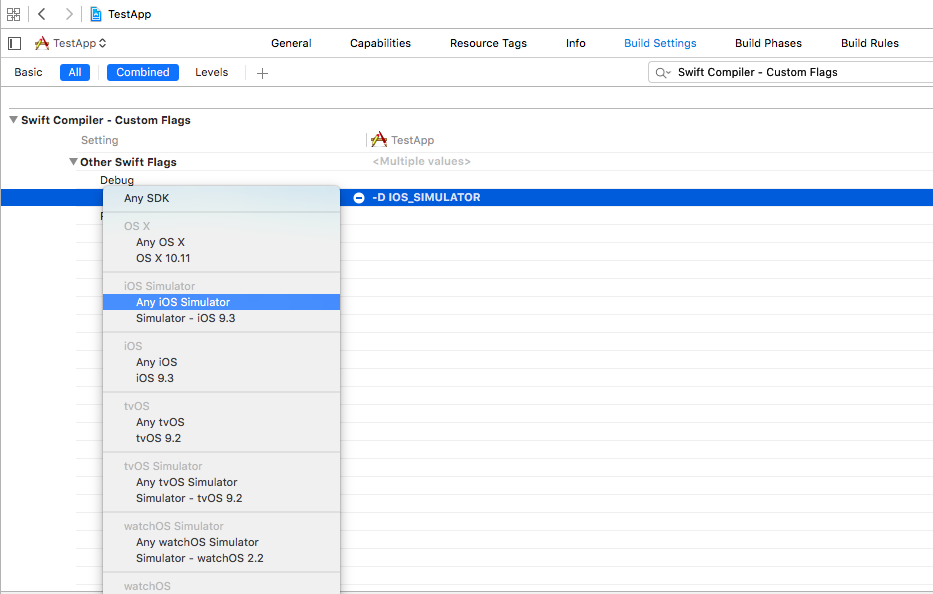 TestApp
TestApp General Capabilities Resource Tags Info Build Settings Build Phases Build Rules
Basic All Combined Levels Swift Compiler - Custom Flags
Swift Compiler - Custom Flags
Setting TestApp
Other Swift Flags <Multiple values>
Debug
Any SDK -D IOS_SIMULATOR
OS X
Any OS X
OS X 10.11
iOS Simulator
Any iOS Simulator
Simulator - iOS 9.3
iOS
Any iOS
iOS 9.3
tvOS
Any tvOS
tvOS 9.2
tvOS Simulator
Any tvOS Simulator
Simulator - tvOS 9.2
watchOS Simulator
Any watchOS Simulator
Simulator - watchOS 2.2
watchOS